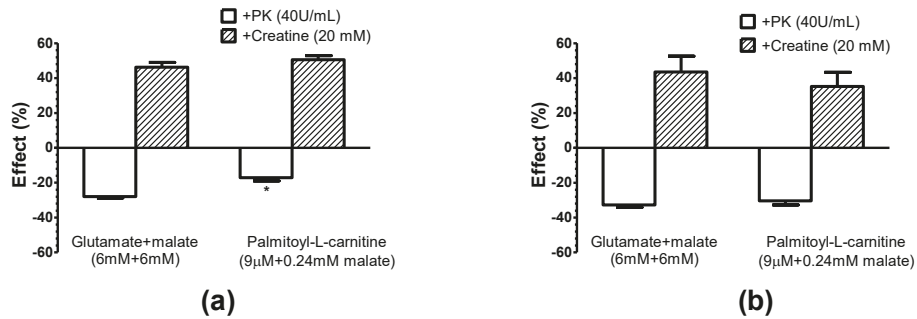 +PK (40U/mL)
+Creatine (20 mM)
Effect (%)
60
40
20
0
-20
-40
-60
*
Glutamate+malate
(6mM+6mM)
Palmitoyl-L-carnitine
(9μM+0.24mM malate)
(a)
+PK (40U/mL)
+Creatine (20 mM)
Effect (%)
60
40
20
0
-20
-40
-60
Glutamate+malate
(6mM+6mM)
Palmitoyl-L-carnitine
(9μM+0.24mM malate)
(b)